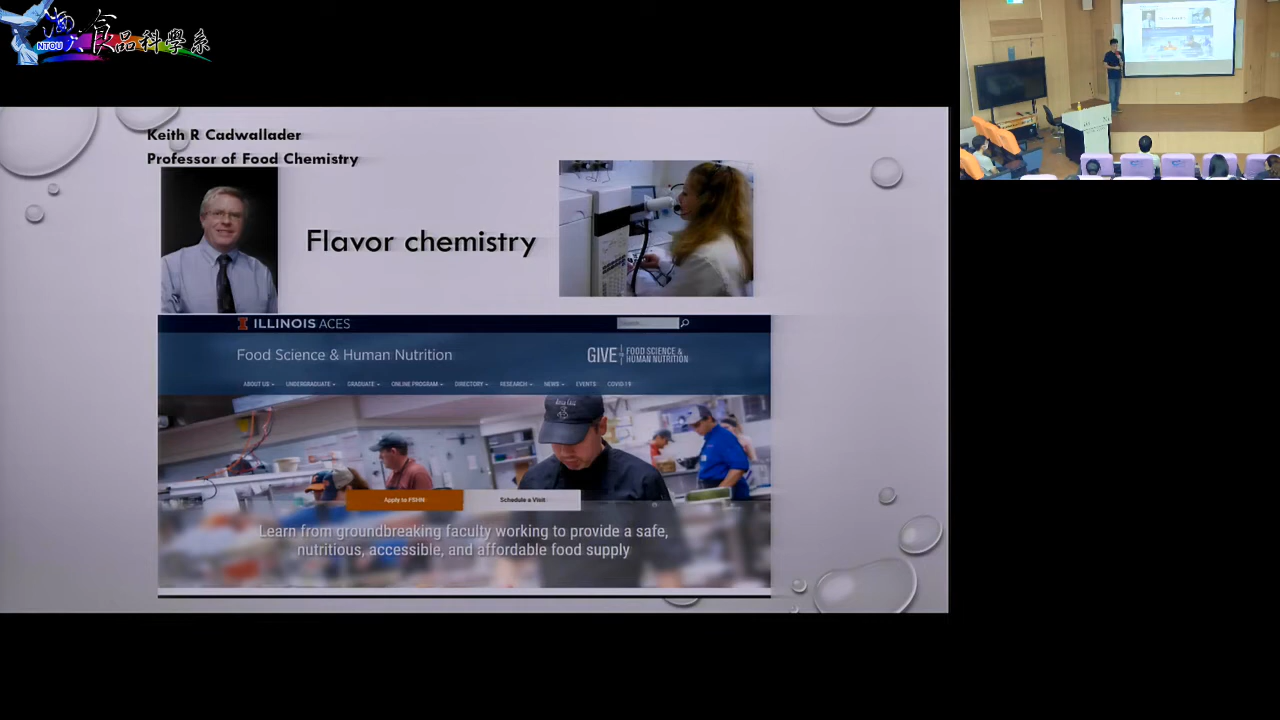 海大食品科學系
NTOU
Keith R Cadwallader
Professor of Food Chemistry
Flavor chemistry
ILLINOIS ACES
Food Science & Human Nutrition
GIVE TO FOOD SCIENCE & HUMAN NUTRITION
ABOUT US UNDERGRADUATE GRADUATE ONLINE PROGRAM DIRECTORY RESEARCH NEWS EVENTS COVID-19
Apply to FSHN
Schedule a Visit
Learn from groundbreaking faculty working to provide a safe,
nutritious, accessible, and affordable food supply